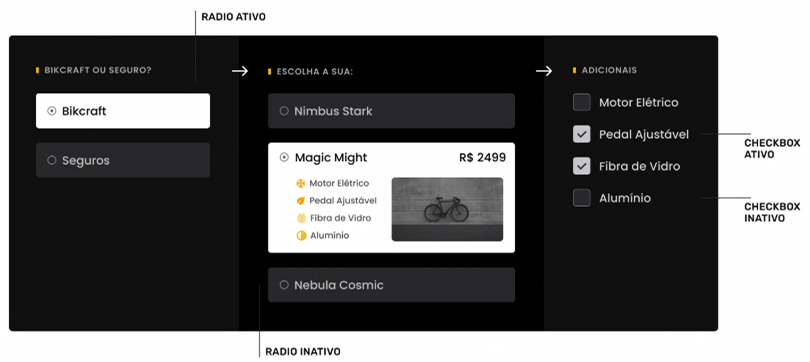 RADIO ATIVO
BIKCRAFT OU SEGURO?
Bikcraft
Seguros
ESCOLHA A SUA:
Nimbus Stark
Magic Might R$ 2499
Motor Elétrico
Pedal Ajustável
Fibra de Vidro
Alumínio
Nebula Cosmic
ADICIONAIS
Motor Elétrico
Pedal Ajustável
Fibra de Vidro
Alumínio
CHECKBOX
ATIVO
CHECKBOX
INATIVO
RADIO INATIVO